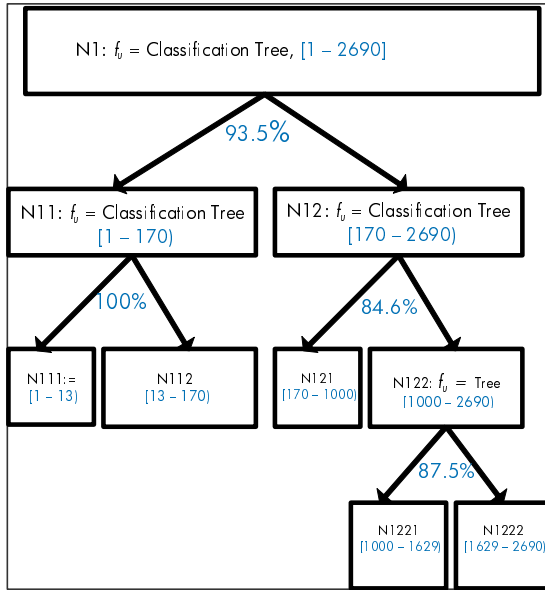 N1: fᵤ = Classification Tree, [1 – 2690]
93.5%
N11: fᵤ = Classification Tree
[1 – 170)
N12: fᵤ = Classification Tree
[170 – 2690)
100%
84.6%
N111:=
[1 – 13)
N112
[13 – 170)
N121
[170 – 1000)
N122: fᵤ = Tree
[1000 – 2690)
87.5%
N1221
[1000 – 1629)
N1222
[1629 – 2690)